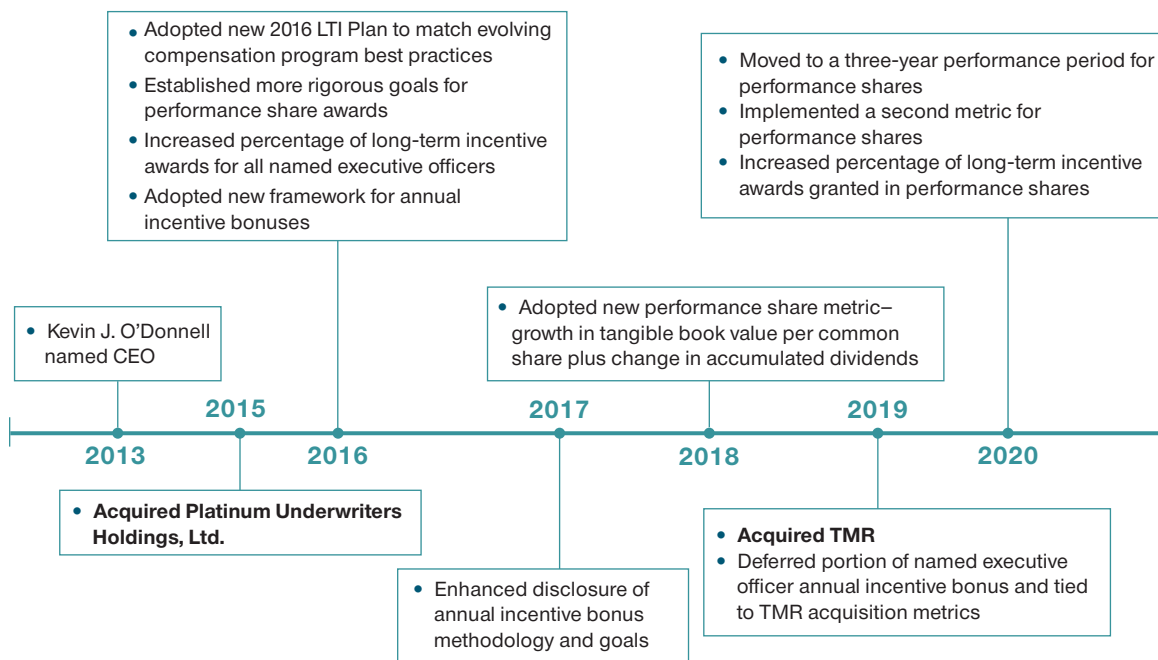 • Adopted new 2016 LTI Plan to match evolving
compensation program best practices
• Established more rigorous goals for
performance share awards
• Increased percentage of long-term incentive
awards for all named executive officers
• Adopted new framework for annual
incentive bonuses
• Moved to a three-year performance period for
performance shares
• Implemented a second metric for
performance shares
• Increased percentage of long-term incentive
awards granted in performance shares
• Kevin J. O’Donnell
named CEO
• Adopted new performance share metric–
growth in tangible book value per common
share plus change in accumulated dividends
2015
2017
2019
2013
2016
2018
2020
• Acquired Platinum Underwriters
Holdings, Ltd.
• Enhanced disclosure of
annual incentive bonus
methodology and goals
• Acquired TMR
• Deferred portion of named executive
officer annual incentive bonus and tied
to TMR acquisition metrics